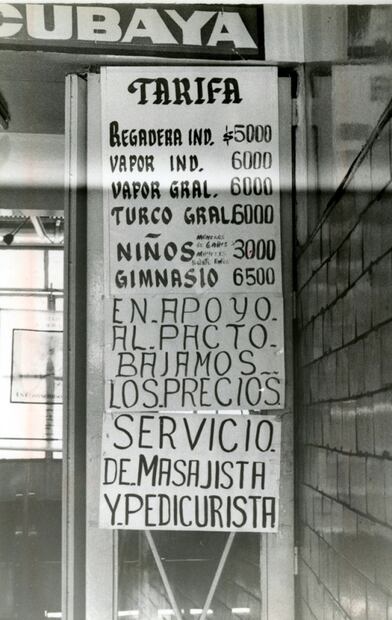 CUBAYA
TARIFA
REGADERA IND. $5000
VAPOR IND. 6000
VAPOR GRAL. 6000
TURCO GRAL. 6000
NIÑOS 3000
GIMNASIO 6500
EN.APOYO.
AL.PACTO.
BAJAMOS.
LOS.PRECIOS.
SERVICIO.
DE.MASAJISTA
Y.PEDICURISTA